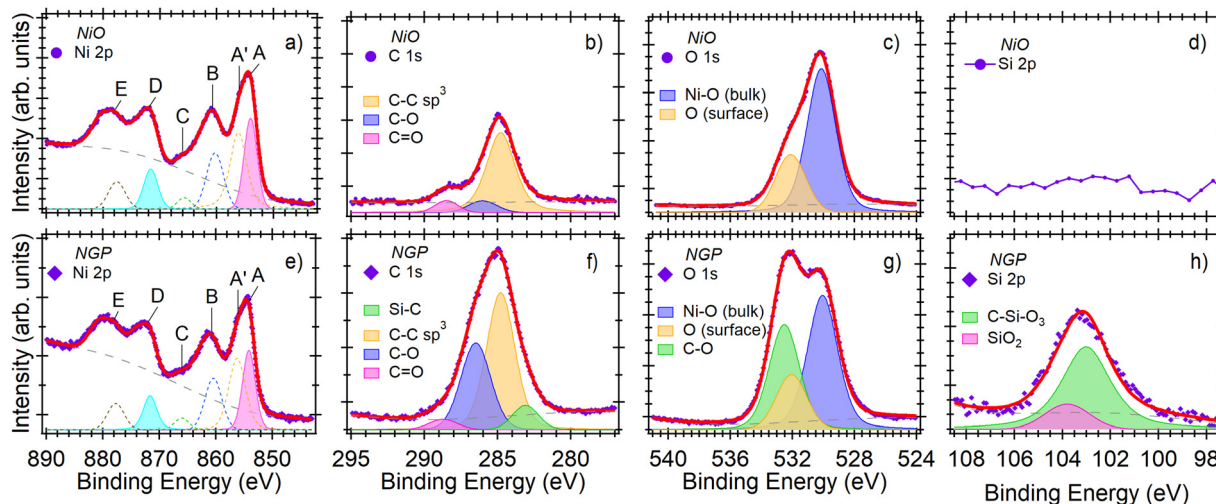 NiO
Ni 2p
a)
A' A
B
D
E
C
Intensity (arb. units)
NiO
C 1s
b)
C-C sp3
C-O
C=O
NiO
O 1s
c)
Ni-O (bulk)
O (surface)
NiO
Si 2p
d)
NGP
Ni 2p
e)
A' A
B
D
E
C
Intensity (arb. units)
890 880 870 860 850
Binding Energy (eV)
NGP
C 1s
f)
Si-C
C-C sp3
C-O
C=O
295 290 285 280
Binding Energy (eV)
NGP
O 1s
g)
Ni-O (bulk)
O (surface)
C-O
540 536 532 528 524
Binding Energy (eV)
NGP
Si 2p
h)
C-Si-O3
SiO2
108 106 104 102 100 98
Binding Energy (eV)